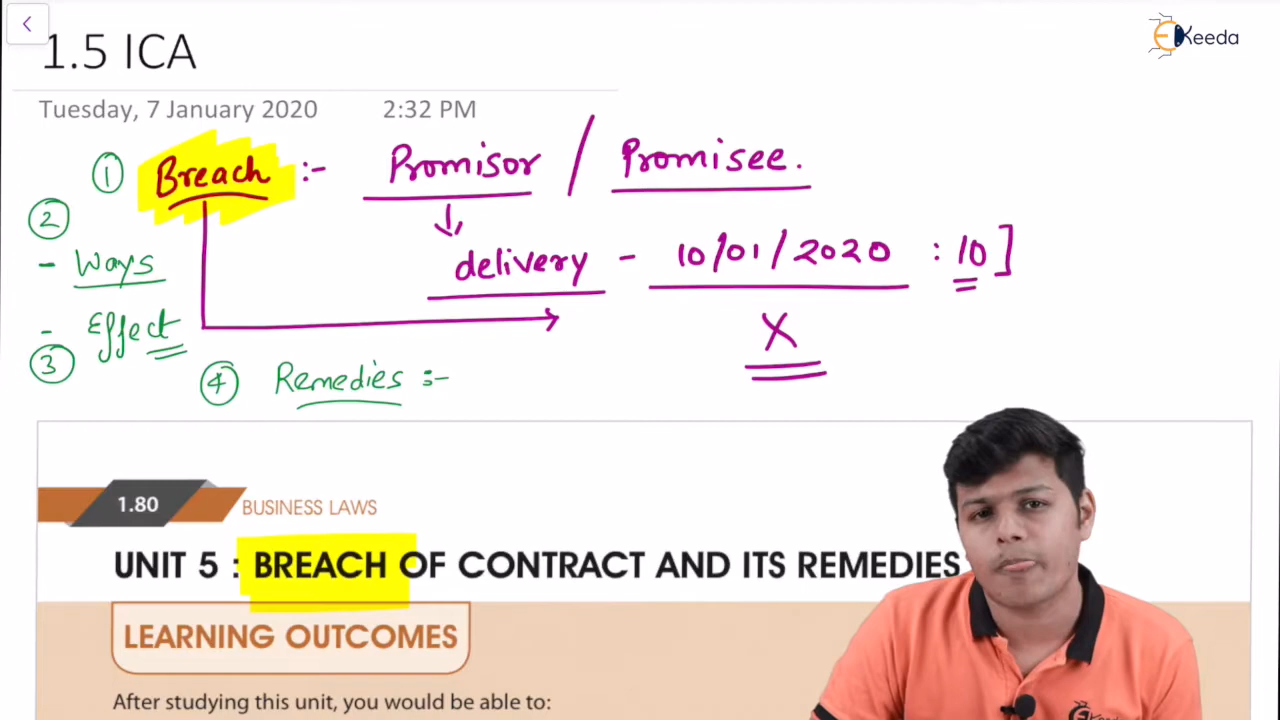 1.5 ICA
EKeeda
Tuesday, 7 January 2020 2:32 PM
1 Breach :- Promisor / Promisee.
2
- Ways
delivery - 10/01/2020 : 10]
- Effect
X
3
4 Remedies :-
1.80 BUSINESS LAWS
UNIT 5 : BREACH OF CONTRACT AND ITS REMEDIES
LEARNING OUTCOMES
After studying this unit, you would be able to: